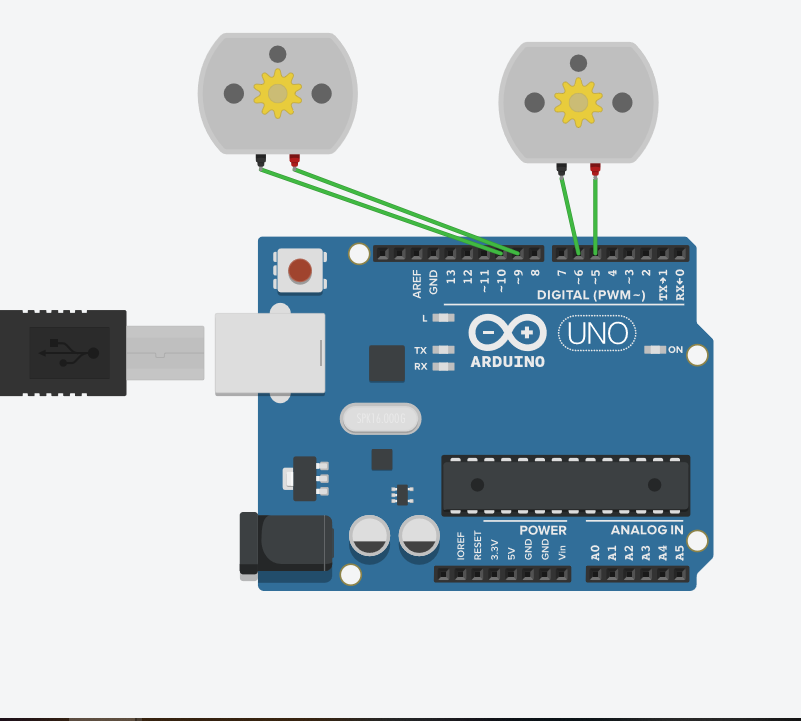 AREF
GND
13
12
~11
~10
~9
8
7
~6
~5
4
~3
2
TX→1
RX←0
DIGITAL (PWM~)
L
TX
RX
ARDUINO
UNO
ON
POWER
ANALOG IN
IOREF
RESET
3.3V
5V
GND
GND
Vin
A0
A1
A2
A3
A4
A5